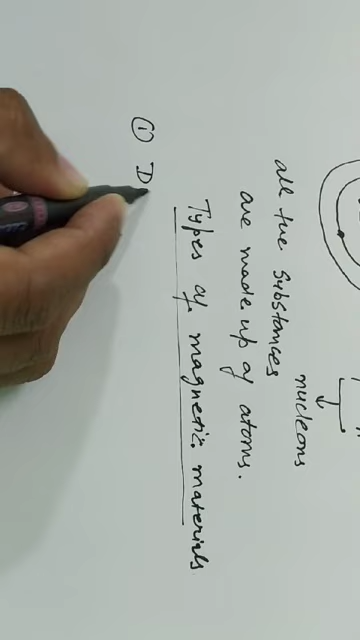 nucleons
all the substances
are made up of atoms.
Types of magnetic materials
① D